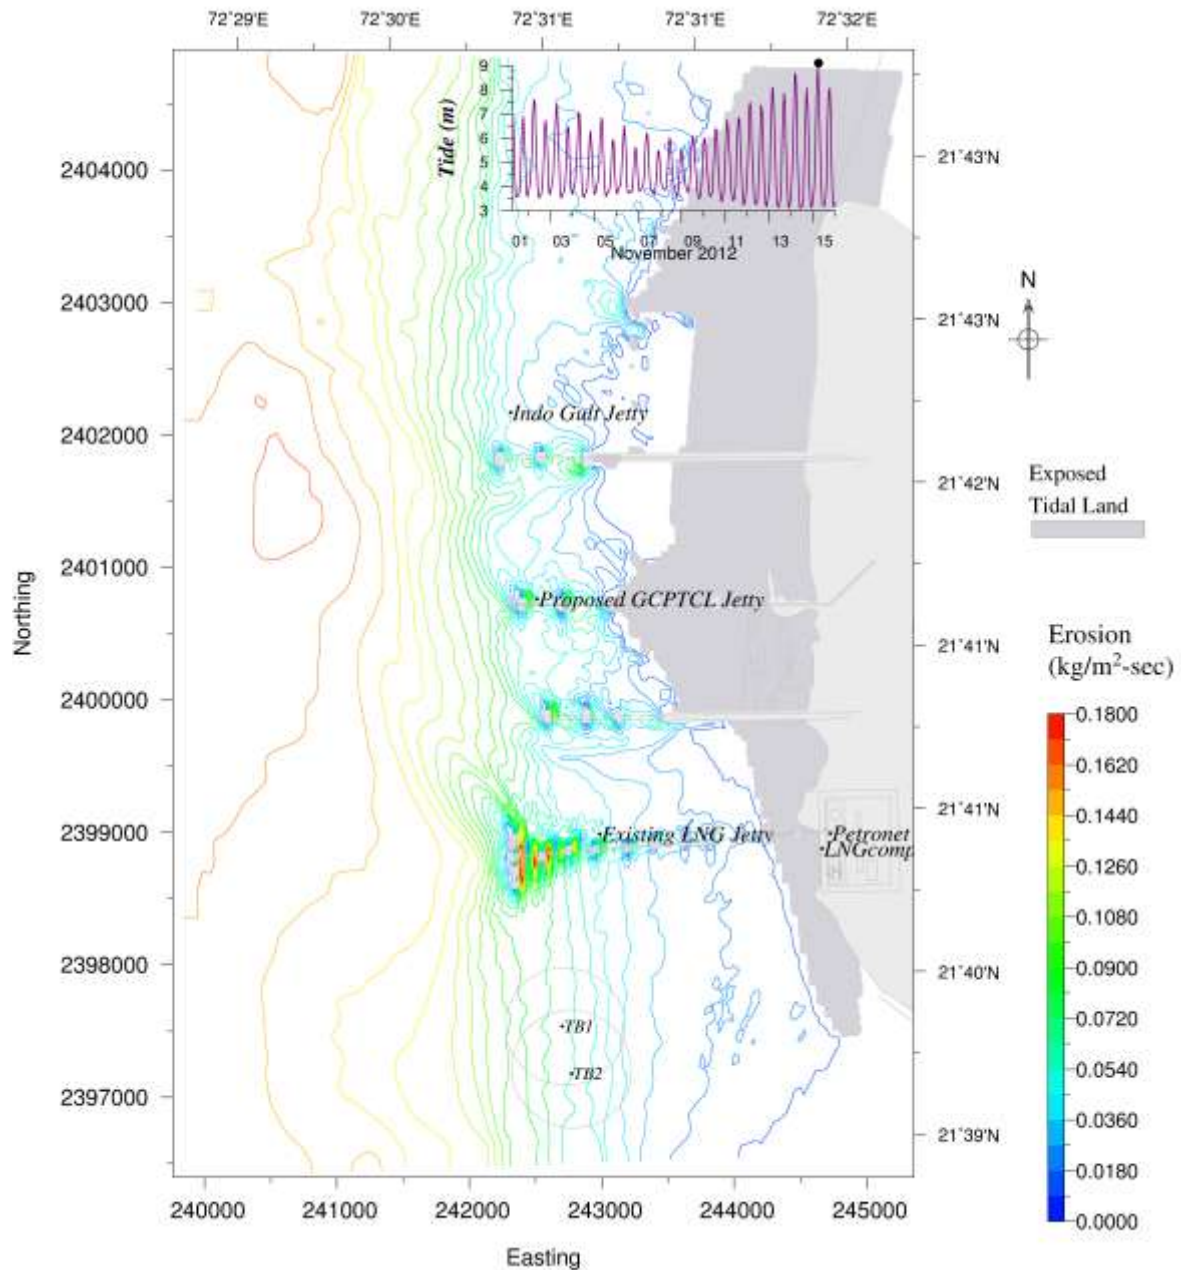 72°29'E 72°30'E 72°31'E 72°31'E 72°32'E
9
8
7
6
5
4
3
Tide (m)
01 03 05 07 09 11 13 15
November 2012
2404000
2403000
2402000
2401000
2400000
2399000
2398000
2397000
Northing
21°43'N
21°43'N
21°42'N
21°41'N
21°41'N
21°40'N
21°39'N
Indo Gulf Jetty
Proposed GCPTCL Jetty
Existing LNG Jetty
Petronet
LNGcomp
TB1
TB2
240000 241000 242000 243000 244000 245000
Easting
N
Exposed
Tidal Land
Erosion
(kg/m²-sec)
0.1800
0.1620
0.1440
0.1260
0.1080
0.0900
0.0720
0.0540
0.0360
0.0180
0.0000